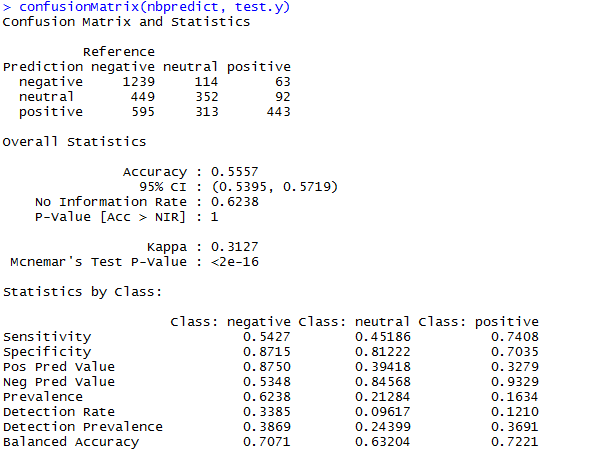 > confusionMatrix(nbpredict, test.y)
Confusion Matrix and Statistics
Reference
Prediction negative neutral positive
negative 1239 114 63
neutral 449 352 92
positive 595 313 443
Overall Statistics
Accuracy : 0.5557
95% CI : (0.5395, 0.5719)
No Information Rate : 0.6238
P-Value [Acc > NIR] : 1
Kappa : 0.3127
Mcnemar's Test P-Value : <2e-16
Statistics by Class:
Class: negative Class: neutral Class: positive
Sensitivity 0.5427 0.45186 0.7408
Specificity 0.8715 0.81222 0.7035
Pos Pred Value 0.8750 0.39418 0.3279
Neg Pred Value 0.5348 0.84568 0.9329
Prevalence 0.6238 0.21284 0.1634
Detection Rate 0.3385 0.09617 0.1210
Detection Prevalence 0.3869 0.24399 0.3691
Balanced Accuracy 0.7071 0.63204 0.7221